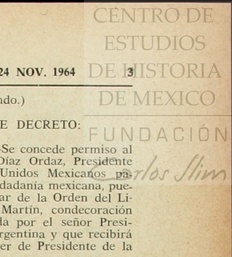 CENTRO DE
ESTUDIOS
DE HISTORIA
DE MEXICO
FUNDACIÓN
Carlos Slim
24 NOV. 1964 3
ndo.)
E DECRETO:
-Se concede permiso al
Díaz Ordaz, Presidente
Unidos Mexicanos pa-
dadanía mexicana, pue-
ar de la Orden del Li-
Martín, condecoración
da por el señor Presi-
rgentina y que recibirá
er de Presidente de la